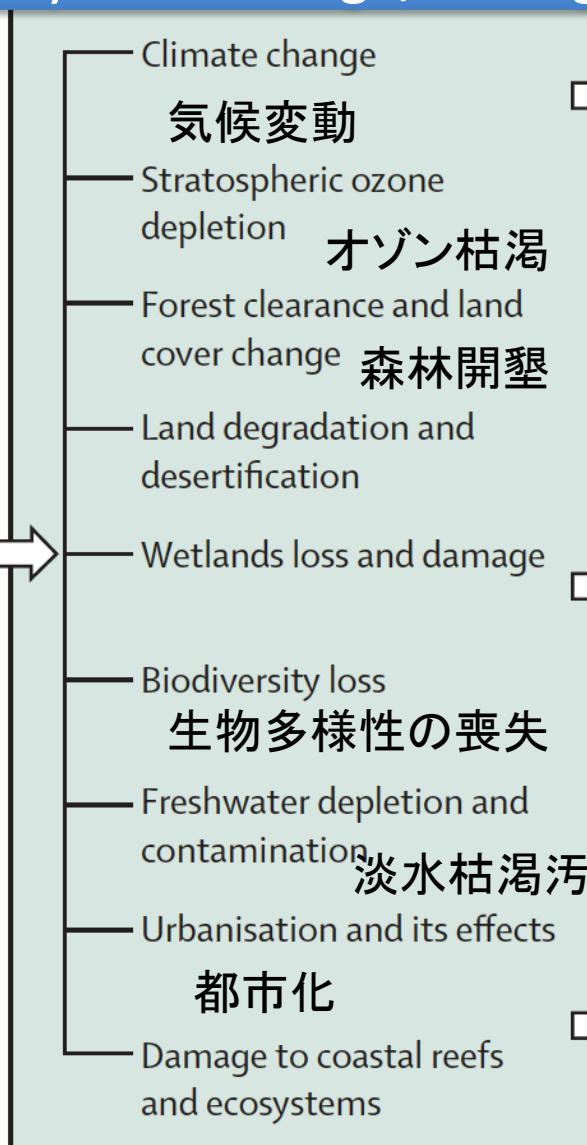 Climate change
気候変動
Stratospheric ozone
depletion オゾン枯渇
Forest clearance and land
cover change 森林開墾
Land degradation and
desertification
Wetlands loss and damage
Biodiversity loss
生物多様性の喪失
Freshwater depletion and
contamination 淡水枯渇汚
Urbanisation and its effects
都市化
Damage to coastal reefs
and ecosystems